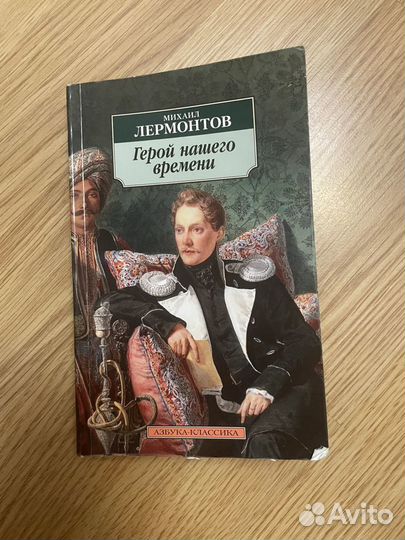 МИХАИЛ
ЛЕРМОНТОВ
Герой нашего
времени
АЗБУКА-КЛАССИКА
Avito